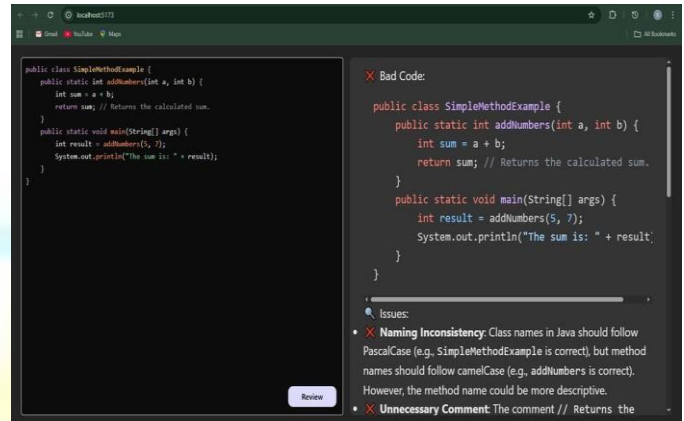 localhost:5173
Gmail YouTube Maps All Bookmarks
public class SimpleMethodExample {
public static int addNumbers(int a, int b) {
int sum = a + b;
return sum; // Returns the calculated sum.
}
public static void main(String[] args) {
int result = addNumbers(5, 7);
System.out.println("The sum is: " + result);
}
}
Review
❌ Bad Code:
public class SimpleMethodExample {
public static int addNumbers(int a, int b) {
int sum = a + b;
return sum; // Returns the calculated sum.
}
public static void main(String[] args) {
int result = addNumbers(5, 7);
System.out.println("The sum is: " + result
}
}
🔍 Issues:
• ❌ Naming Inconsistency: Class names in Java should follow
PascalCase (e.g., SimpleMethodExample is correct), but method
names should follow camelCase (e.g., addNumbers is correct).
However, the method name could be more descriptive.
• ❌ Unnecessary Comment: The comment // Returns the